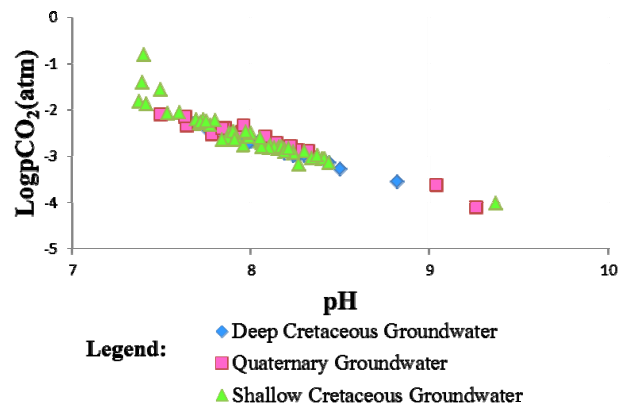 0
-1
-2
-3
-4
-5
LogpCO2(atm)
7 8 9 10
pH
Legend:
Deep Cretaceous Groundwater
Quaternary Groundwater
Shallow Cretaceous Groundwater